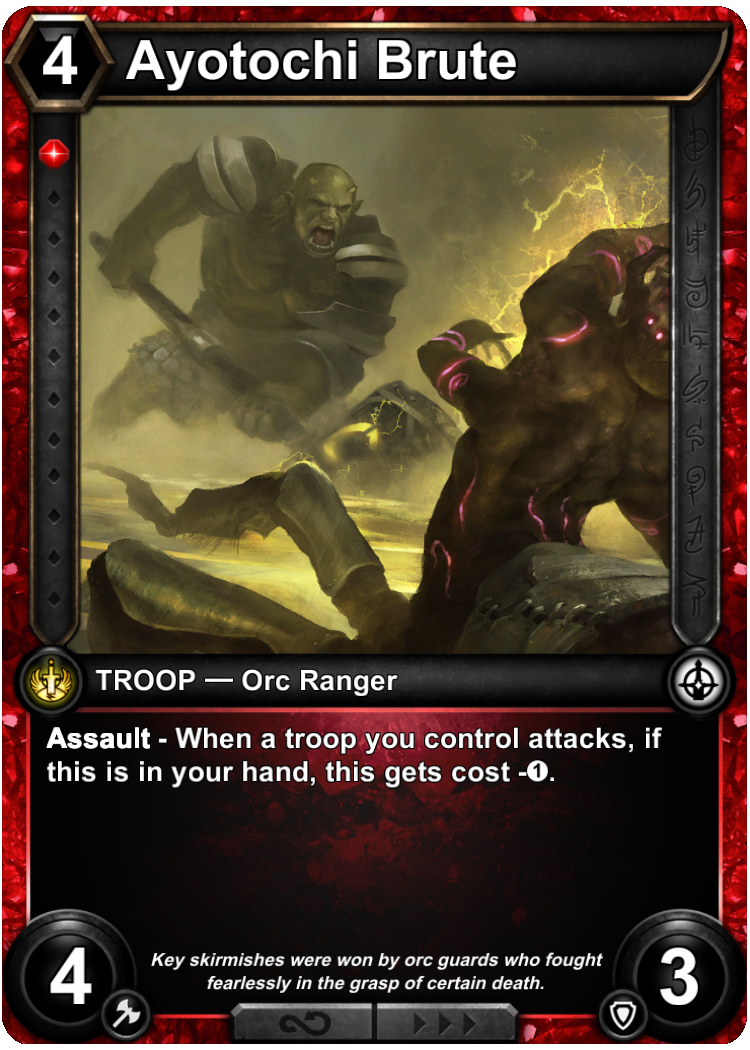 4 Ayotochi Brute
TROOP — Orc Ranger
Assault - When a troop you control attacks, if
this is in your hand, this gets cost -❶.
Key skirmishes were won by orc guards who fought
fearlessly in the grasp of certain death.
4
3